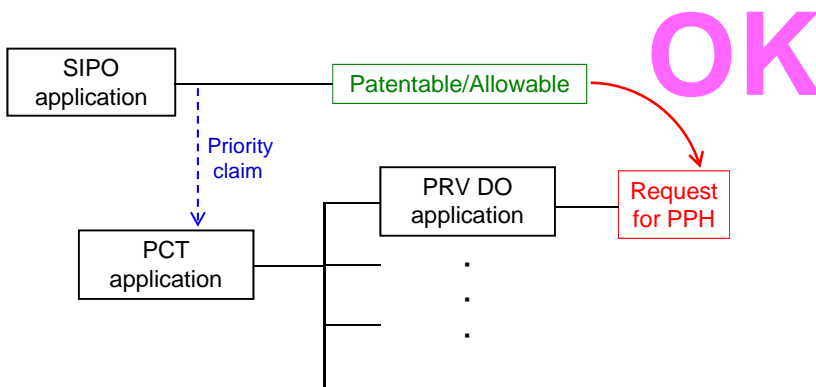 OK
SIPO
application
Patentable/Allowable
Priority
claim
PRV DO
application
Request
for PPH
PCT
application